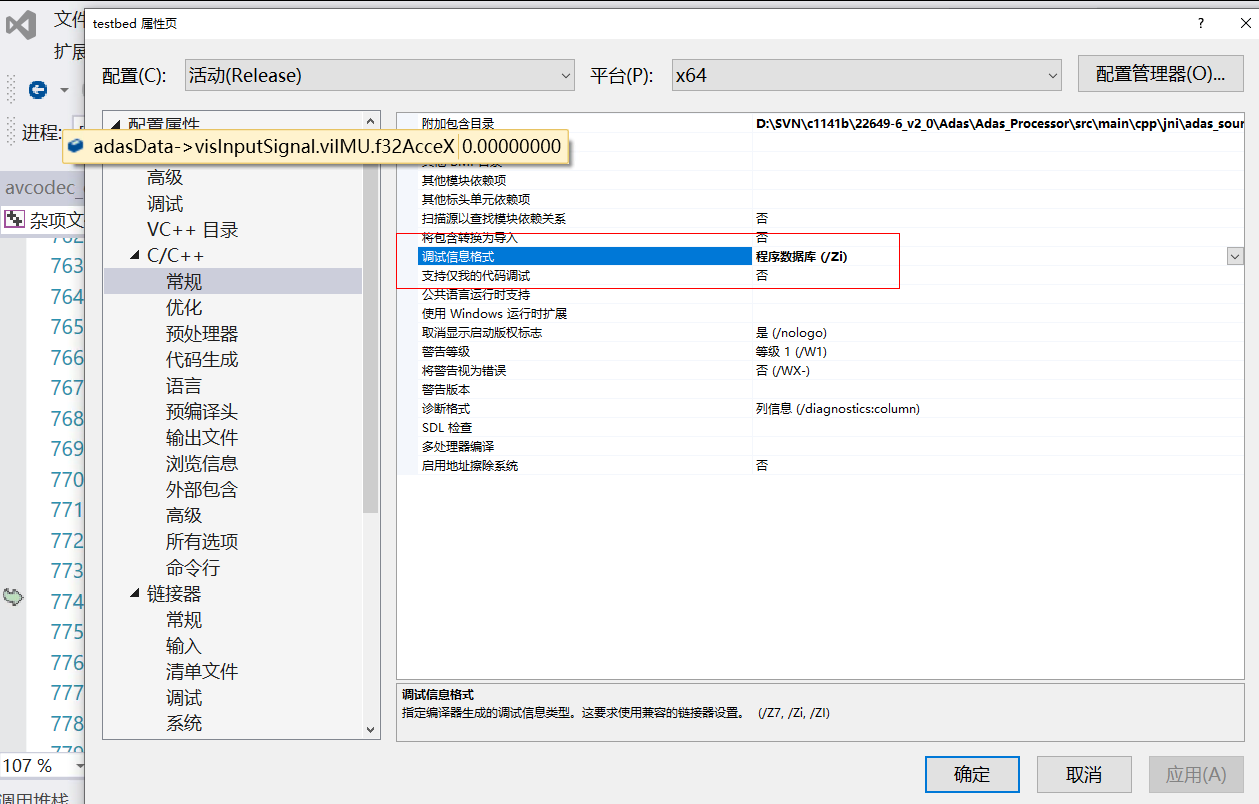 文件
testbed 属性页
?
扩展
配置(C):
活动(Release)
平台(P):
x64
配置管理器(O)...
进程:
配置属性
附加包含目录
D:\SVN\c1141b\22649-6_v2_0\Adas\Adas_Processor\src\main\cpp\jni\adas_sour
adasData->visInputSignal.viIMU.f32AcceX 0.00000000
高级
其他模块依赖项
avcodec_
调试
其他标头单元依赖项
杂项文
VC++ 目录
扫描源以查找模块依赖关系
否
C/C++
将包含转换为导入
否
常规
调试信息格式
程序数据库 (/Zi)
优化
支持仅我的代码调试
否
预处理器
公共语言运行时支持
代码生成
使用 Windows 运行时扩展
语言
取消显示启动版权标志
是 (/nologo)
预编译头
警告等级
等级 1 (/W1)
输出文件
将警告视为错误
否 (/WX-)
浏览信息
警告版本
外部包含
诊断格式
列信息 (/diagnostics:column)
高级
SDL 检查
所有选项
多处理器编译
命令行
启用地址擦除系统
否
链接器
常规
输入
清单文件
调试
系统
762
763
764
765
766
767
768
769
770
771
772
773
774
775
776
777
778
779
调试信息格式
指定编译器生成的调试信息类型。这要求使用兼容的链接器设置。 (/Z7, /Zi, /ZI)
107 %
确定
取消
应用(A)
调用堆栈